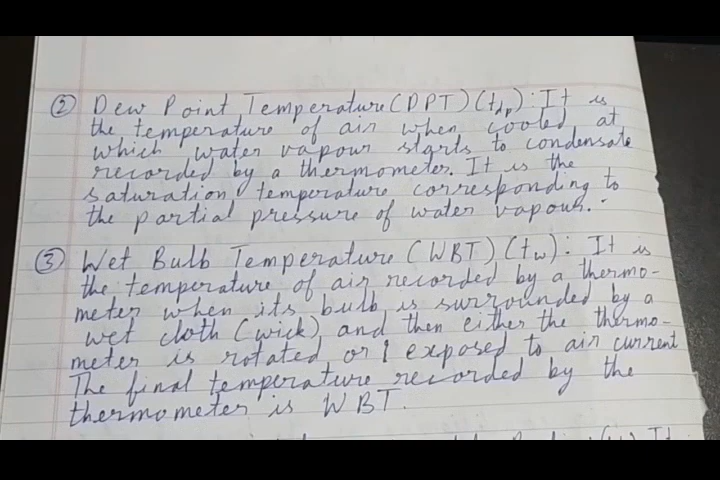 ② Dew Point Temperature (DPT) (tdp): It is
the temperature of air when cooled, at
which water vapour starts to condensate
recorded by a thermometer. It is the
saturation temperature corresponding to
the partial pressure of water vapour.
③ Wet Bulb Temperature (WBT) (tw): It is
the temperature of air recorded by a thermo-
meter when its bulb is surrounded by a
wet cloth (wick) and then either the thermo-
meter is rotated or exposed to air current
The final temperature recorded by the
thermometer is WBT.
It